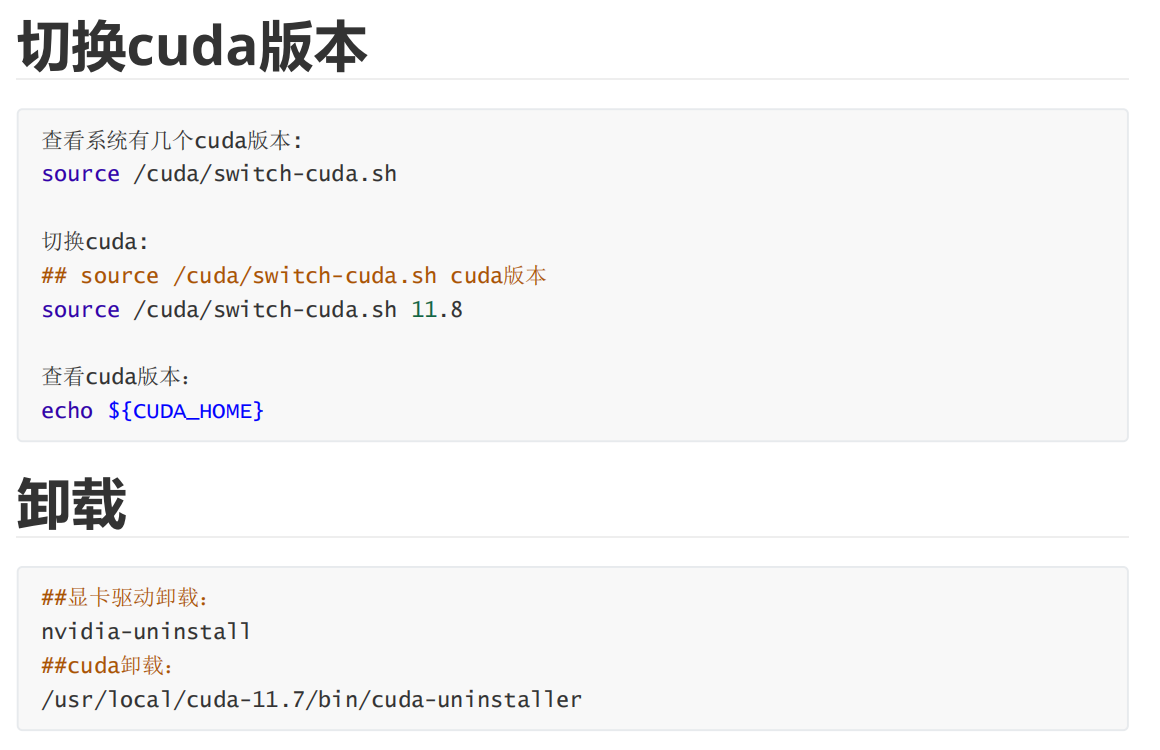 切换cuda版本
查看系统有几个cuda版本:
source /cuda/switch-cuda.sh
切换cuda:
## source /cuda/switch-cuda.sh cuda版本
source /cuda/switch-cuda.sh 11.8
查看cuda版本：
echo ${CUDA_HOME}
卸载
##显卡驱动卸载：
nvidia-uninstall
##cuda卸载：
/usr/local/cuda-11.7/bin/cuda-uninstaller